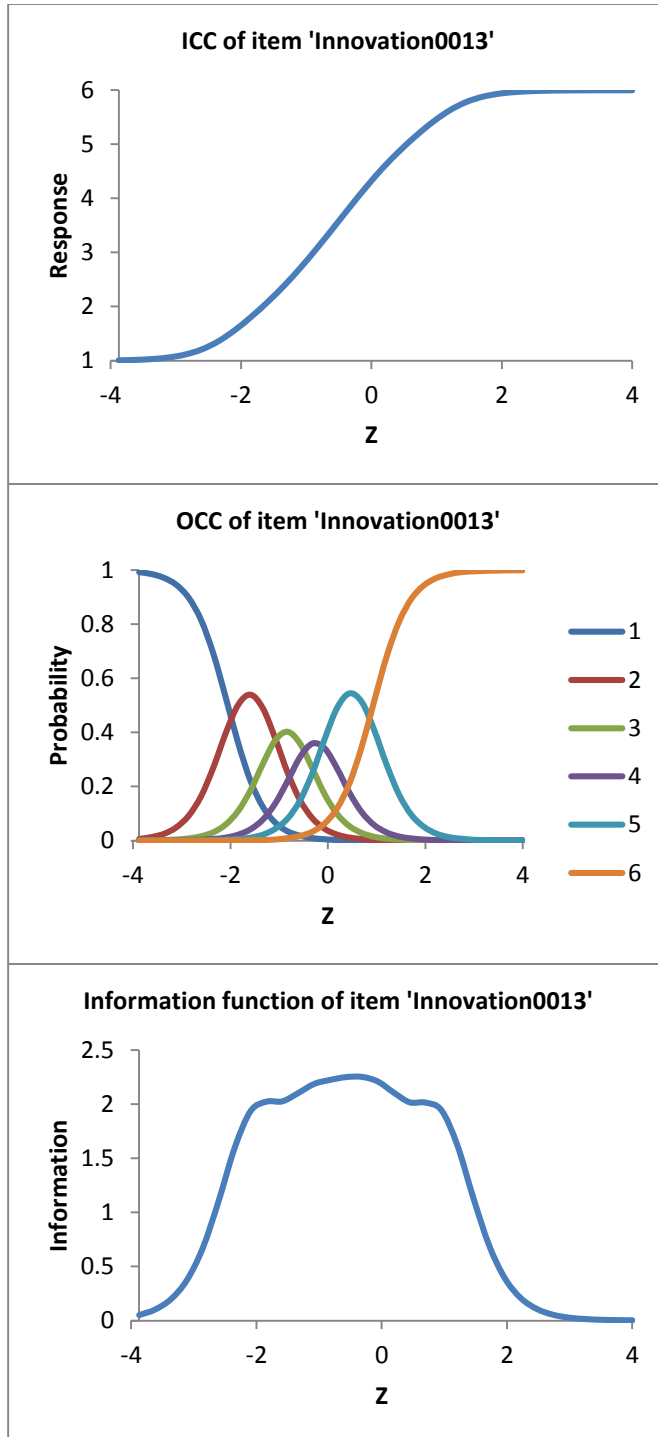 ICC of item 'Innovation0013'
6
5
4
3
2
1
Response
-4 -2 0 2 4
Z
OCC of item 'Innovation0013'
1
0.8
0.6
0.4
0.2
0
Probability
-4 -2 0 2 4
Z
1
2
3
4
5
6
Information function of item 'Innovation0013'
2.5
2
1.5
1
0.5
0
Information
-4 -2 0 2 4
Z